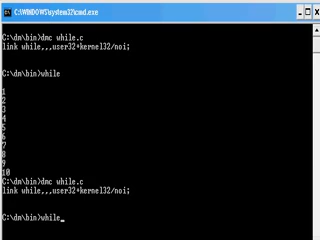 C:\WINDOWS\system32\cmd.exe
C:\dm\bin>dmc while.c
link while,,,user32+kernel32/noi;
C:\dm\bin>while
1
2
3
4
5
6
7
8
9
10
C:\dm\bin>dmc while.c
link while,,,user32+kernel32/noi;
C:\dm\bin>while_